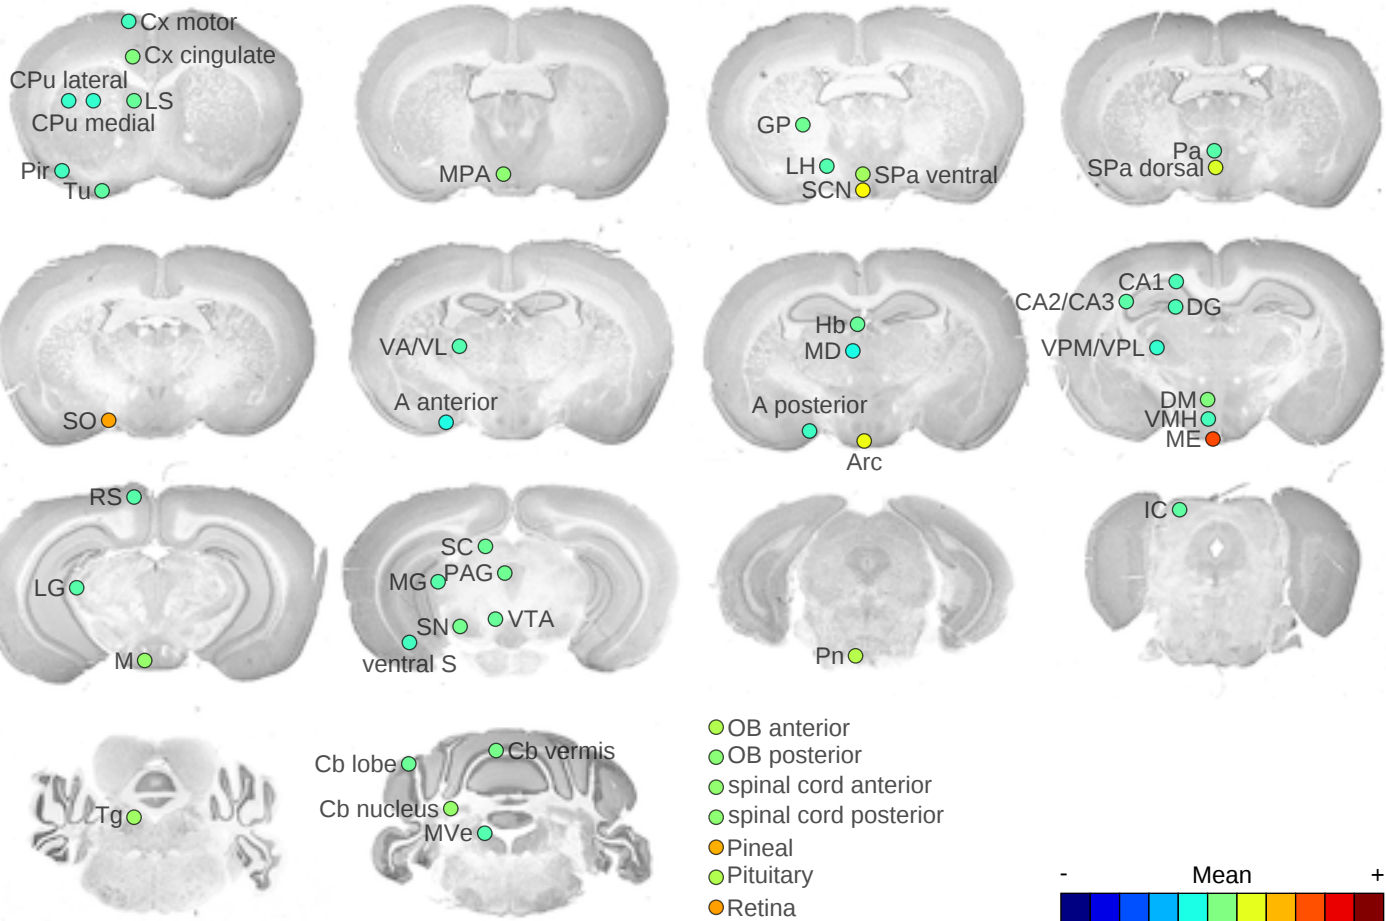 Cx motor
Cx cingulate
CPu lateral
LS
CPu medial
Pir
Tu
MPA
GP
LH
SPa ventral
SCN
Pa
SPa dorsal
SO
VA/VL
A anterior
Hb
MD
A posterior
Arc
CA1
CA2/CA3
DG
VPM/VPL
DM
VMH
ME
RS
LG
M
SC
MG
PAG
SN
VTA
ventral S
Pn
IC
Tg
Cb lobe
Cb vermis
Cb nucleus
MVe
OB anterior
OB posterior
spinal cord anterior
spinal cord posterior
Pineal
Pituitary
Retina
- Mean +